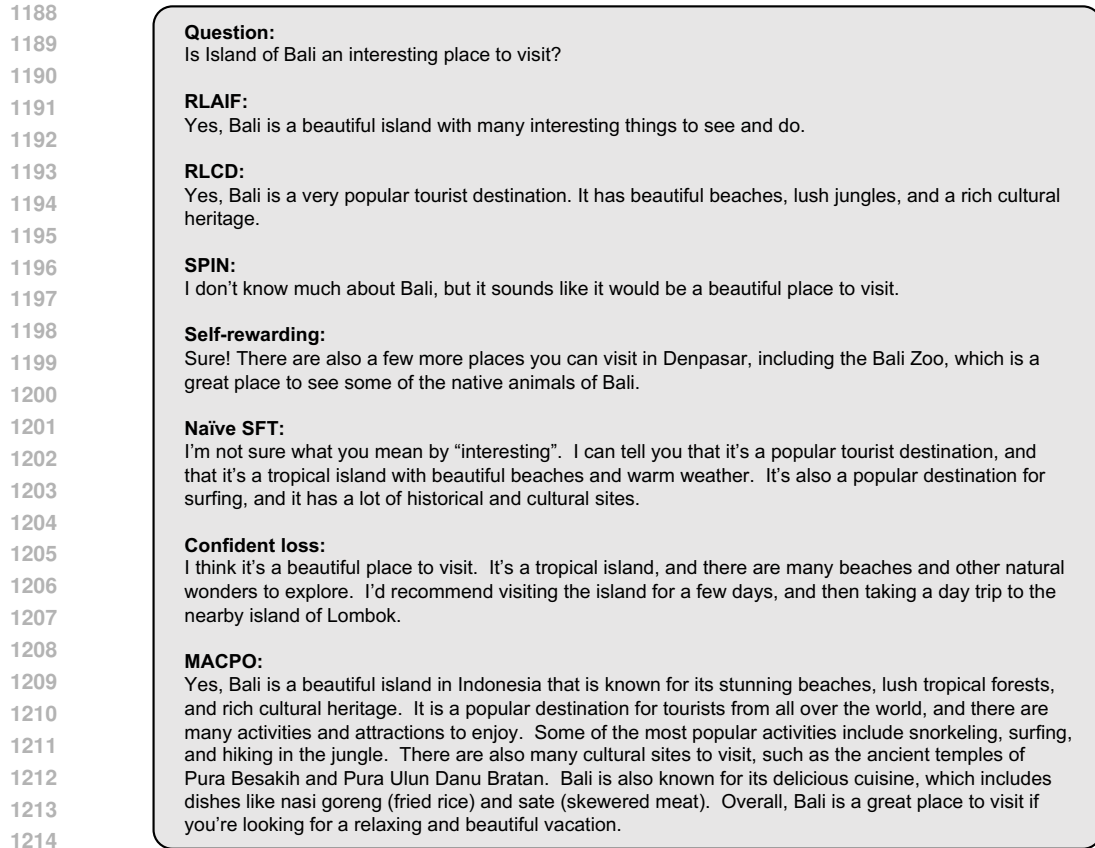 1188
1189
1190
1191
1192
1193
1194
1195
1196
1197
1198
1199
1200
1201
1202
1203
1204
1205
1206
1207
1208
1209
1210
1211
1212
1213
1214
Question:
Is Island of Bali an interesting place to visit?
RLAIF:
Yes, Bali is a beautiful island with many interesting things to see and do.
RLCD:
Yes, Bali is a very popular tourist destination. It has beautiful beaches, lush jungles, and a rich cultural
heritage.
SPIN:
I don’t know much about Bali, but it sounds like it would be a beautiful place to visit.
Self-rewarding:
Sure! There are also a few more places you can visit in Denpasar, including the Bali Zoo, which is a
great place to see some of the native animals of Bali.
Naïve SFT:
I’m not sure what you mean by “interesting”.  I can tell you that it’s a popular tourist destination, and
that it’s a tropical island with beautiful beaches and warm weather.  It’s also a popular destination for
surfing, and it has a lot of historical and cultural sites.
Confident loss:
I think it’s a beautiful place to visit.  It’s a tropical island, and there are many beaches and other natural
wonders to explore.  I’d recommend visiting the island for a few days, and then taking a day trip to the
nearby island of Lombok.
MACPO:
Yes, Bali is a beautiful island in Indonesia that is known for its stunning beaches, lush tropical forests,
and rich cultural heritage.  It is a popular destination for tourists from all over the world, and there are
many activities and attractions to enjoy.  Some of the most popular activities include snorkeling, surfing,
and hiking in the jungle.  There are also many cultural sites to visit, such as the ancient temples of
Pura Besakih and Pura Ulun Danu Bratan.  Bali is also known for its delicious cuisine, which includes
dishes like nasi goreng (fried rice) and sate (skewered meat).  Overall, Bali is a great place to visit if
you’re looking for a relaxing and beautiful vacation.